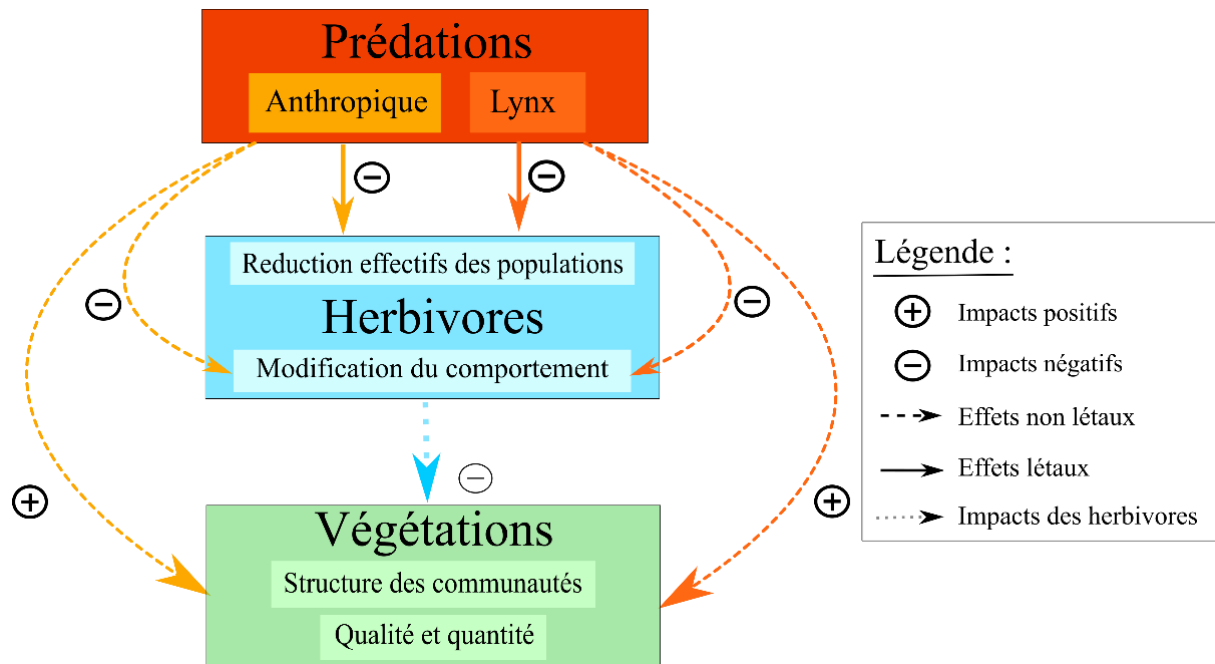 Prédations
Anthropique
Lynx
Reduction effectifs des populations
Herbivores
Modification du comportement
Végétations
Structure des communautés
Qualité et quantité
Légende :
Impacts positifs
Impacts négatifs
Effets non létaux
Effets létaux
Impacts des herbivores